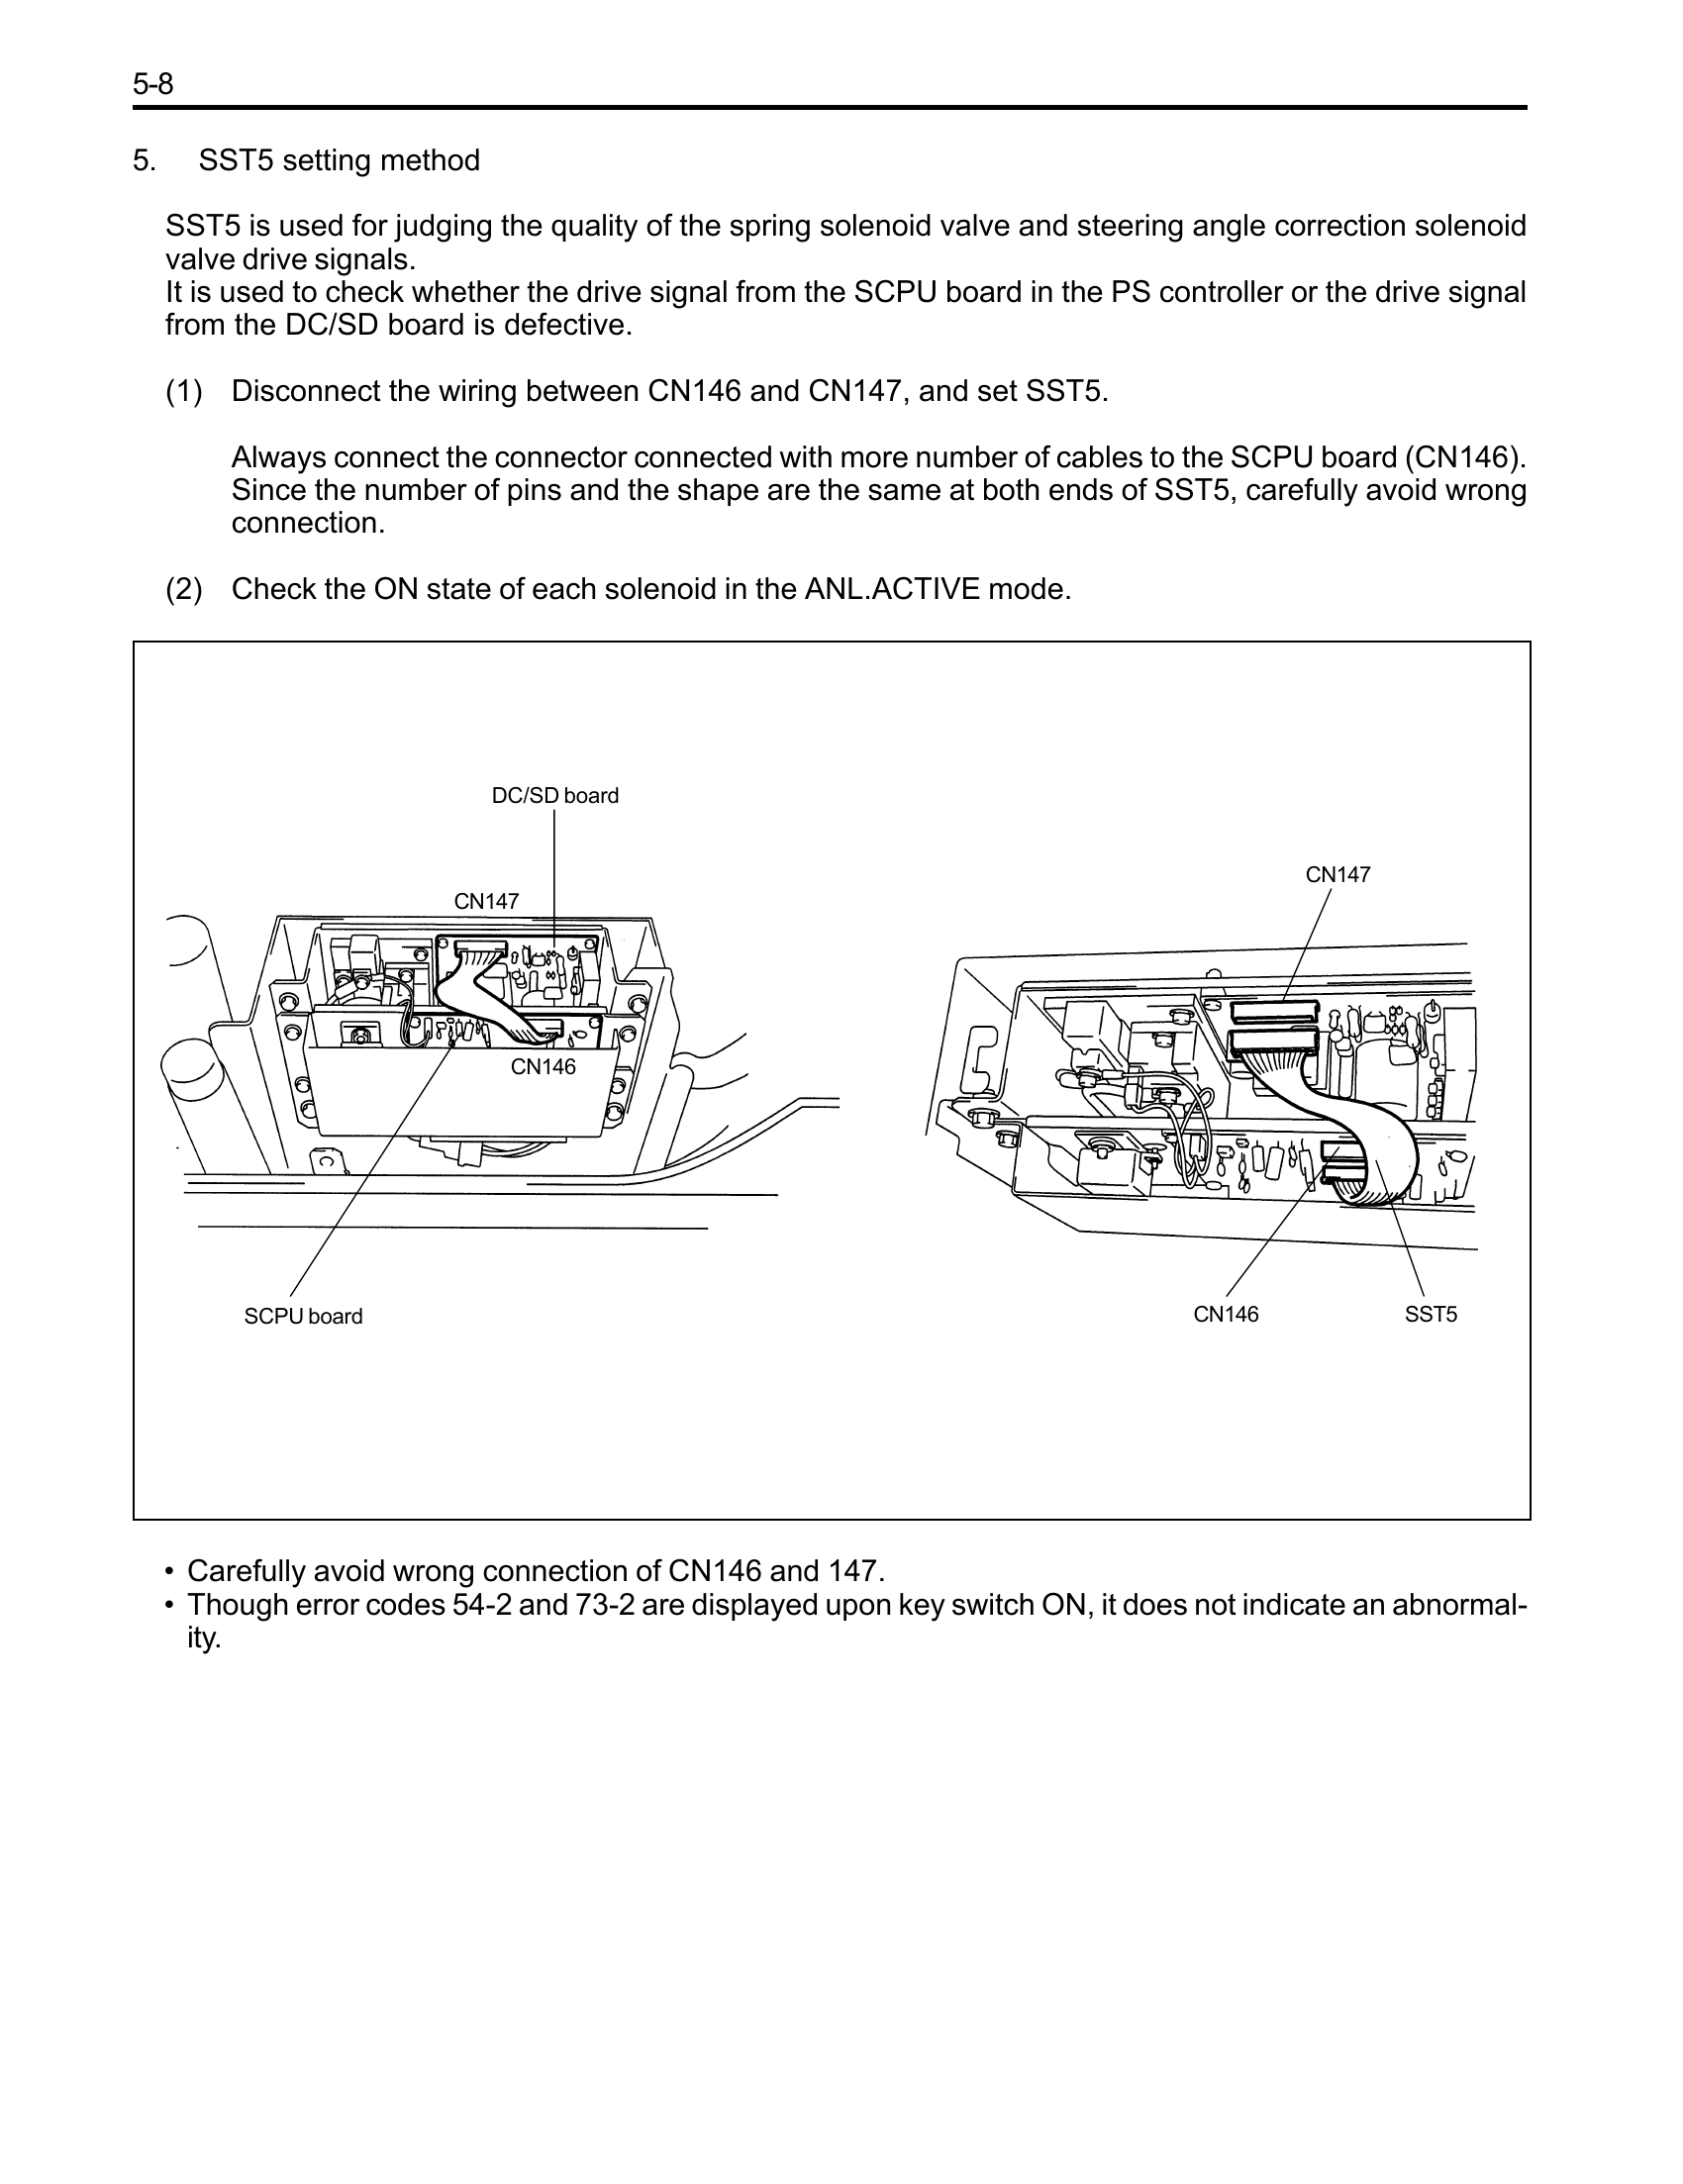 5-8
5. SST5 setting method
SST5 is used for judging the quality of the spring solenoid valve and steering angle correction solenoid
valve drive signals.
It is used to check whether the drive signal from the SCPU board in the PS controller or the drive signal
from the DC/SD board is defective.
(1) Disconnect the wiring between CN146 and CN147, and set SST5.
Always connect the connector connected with more number of cables to the SCPU board (CN146).
Since the number of pins and the shape are the same at both ends of SST5, carefully avoid wrong
connection.
(2) Check the ON state of each solenoid in the ANL.ACTIVE mode.
DC/SD board
CN147
CN147
CN146
SCPU board
CN146
SST5
• Carefully avoid wrong connection of CN146 and 147.
• Though error codes 54-2 and 73-2 are displayed upon key switch ON, it does not indicate an abnormal-
ity.